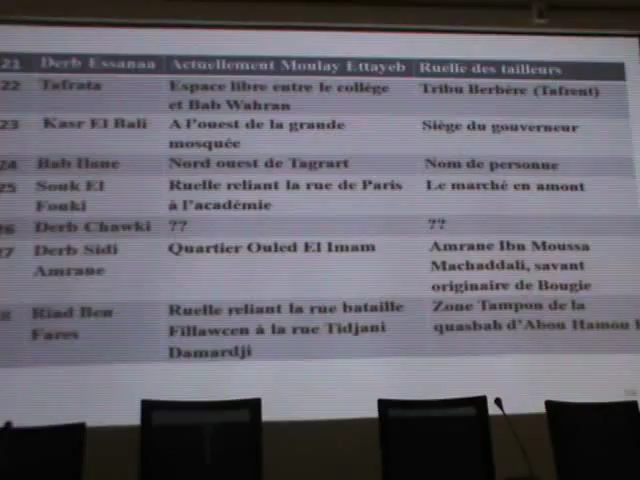 21 Derb Essanaa Actuellement Moulay Ettayeb Ruelle des tailleurs
22 Tafrata Espace libre entre le collége Tribu Berbère (Tafrent)
et Bab Wahran
23 Kasr El Bali A l'ouest de la grande Siège du gouverneur
mosquée
24 Bab Ilane Nord ouest de Tagrart Nom de personne
25 Souk El Ruelle reliant la rue de Paris Le marché en amont
Fouki à l'académie
26 Derb Chawki ?? ??
27 Derb Sidi Quartier Ouled El Imam Amrane Ibn Moussa
Amrane Machaddali, savant
originaire de Bougie
Riad Ben Ruelle reliant la rue bataille Zone Tampon de la
Fares Fillawcen à la rue Tidjani quasbah d'Abou Hamou
Damardji